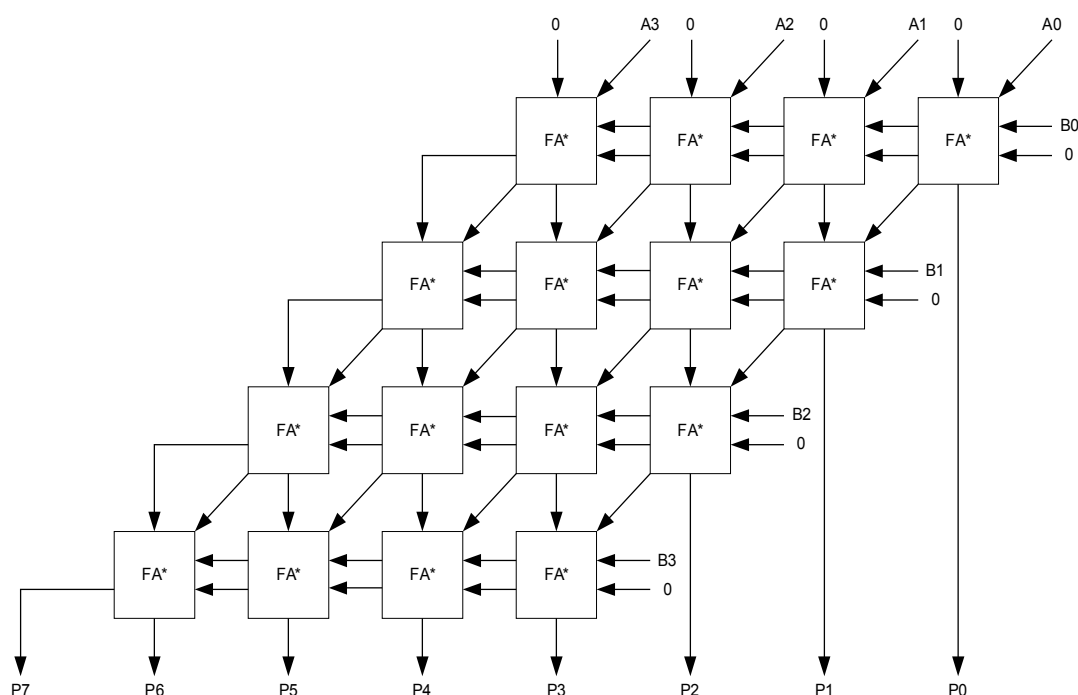 0 A3 0 A2 0 A1 0 A0
FA* FA* FA* FA* B0
0
FA* FA* FA* FA* B1
0
FA* FA* FA* FA* B2
0
FA* FA* FA* FA* B3
0
P7 P6 P5 P4 P3 P2 P1 P0